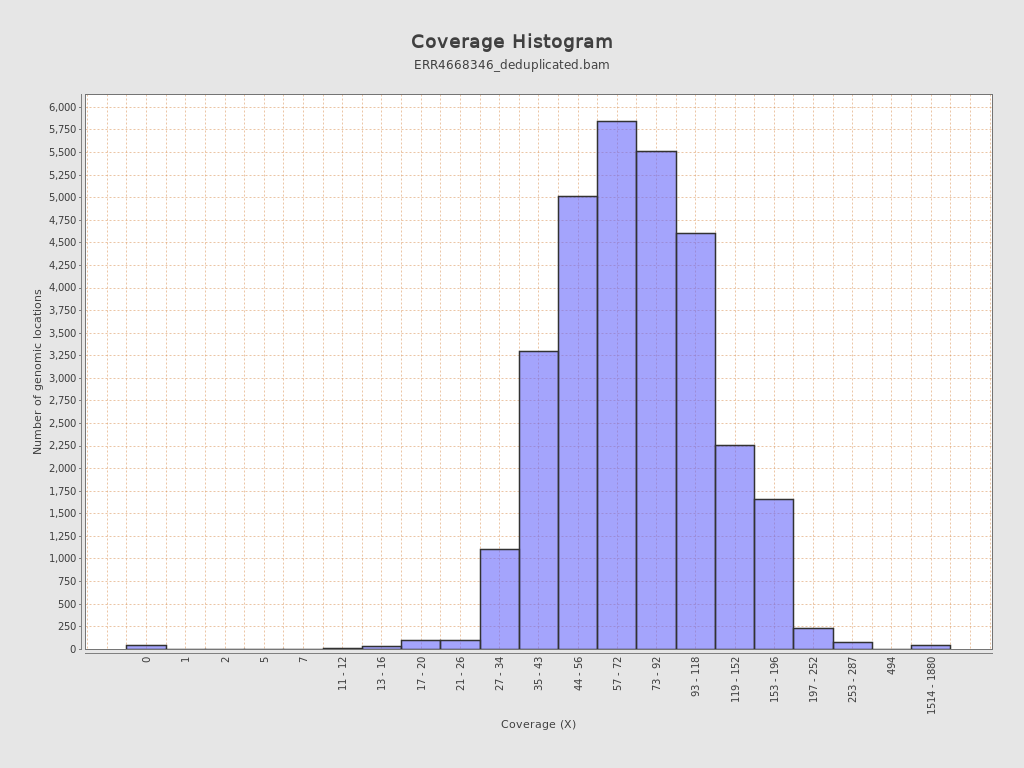 Coverage Histogram
ERR4668346_deduplicated.bam
Number of genomic locations
6,000
5,750
5,500
5,250
5,000
4,750
4,500
4,250
4,000
3,750
3,500
3,250
3,000
2,750
2,500
2,250
2,000
1,750
1,500
1,250
1,000
750
500
250
0
0
1
2
5
7
11 - 12
13 - 16
17 - 20
21 - 26
27 - 34
35 - 43
44 - 56
57 - 72
73 - 92
93 - 118
119 - 152
153 - 196
197 - 252
253 - 287
494
1514 - 1880
Coverage (X)